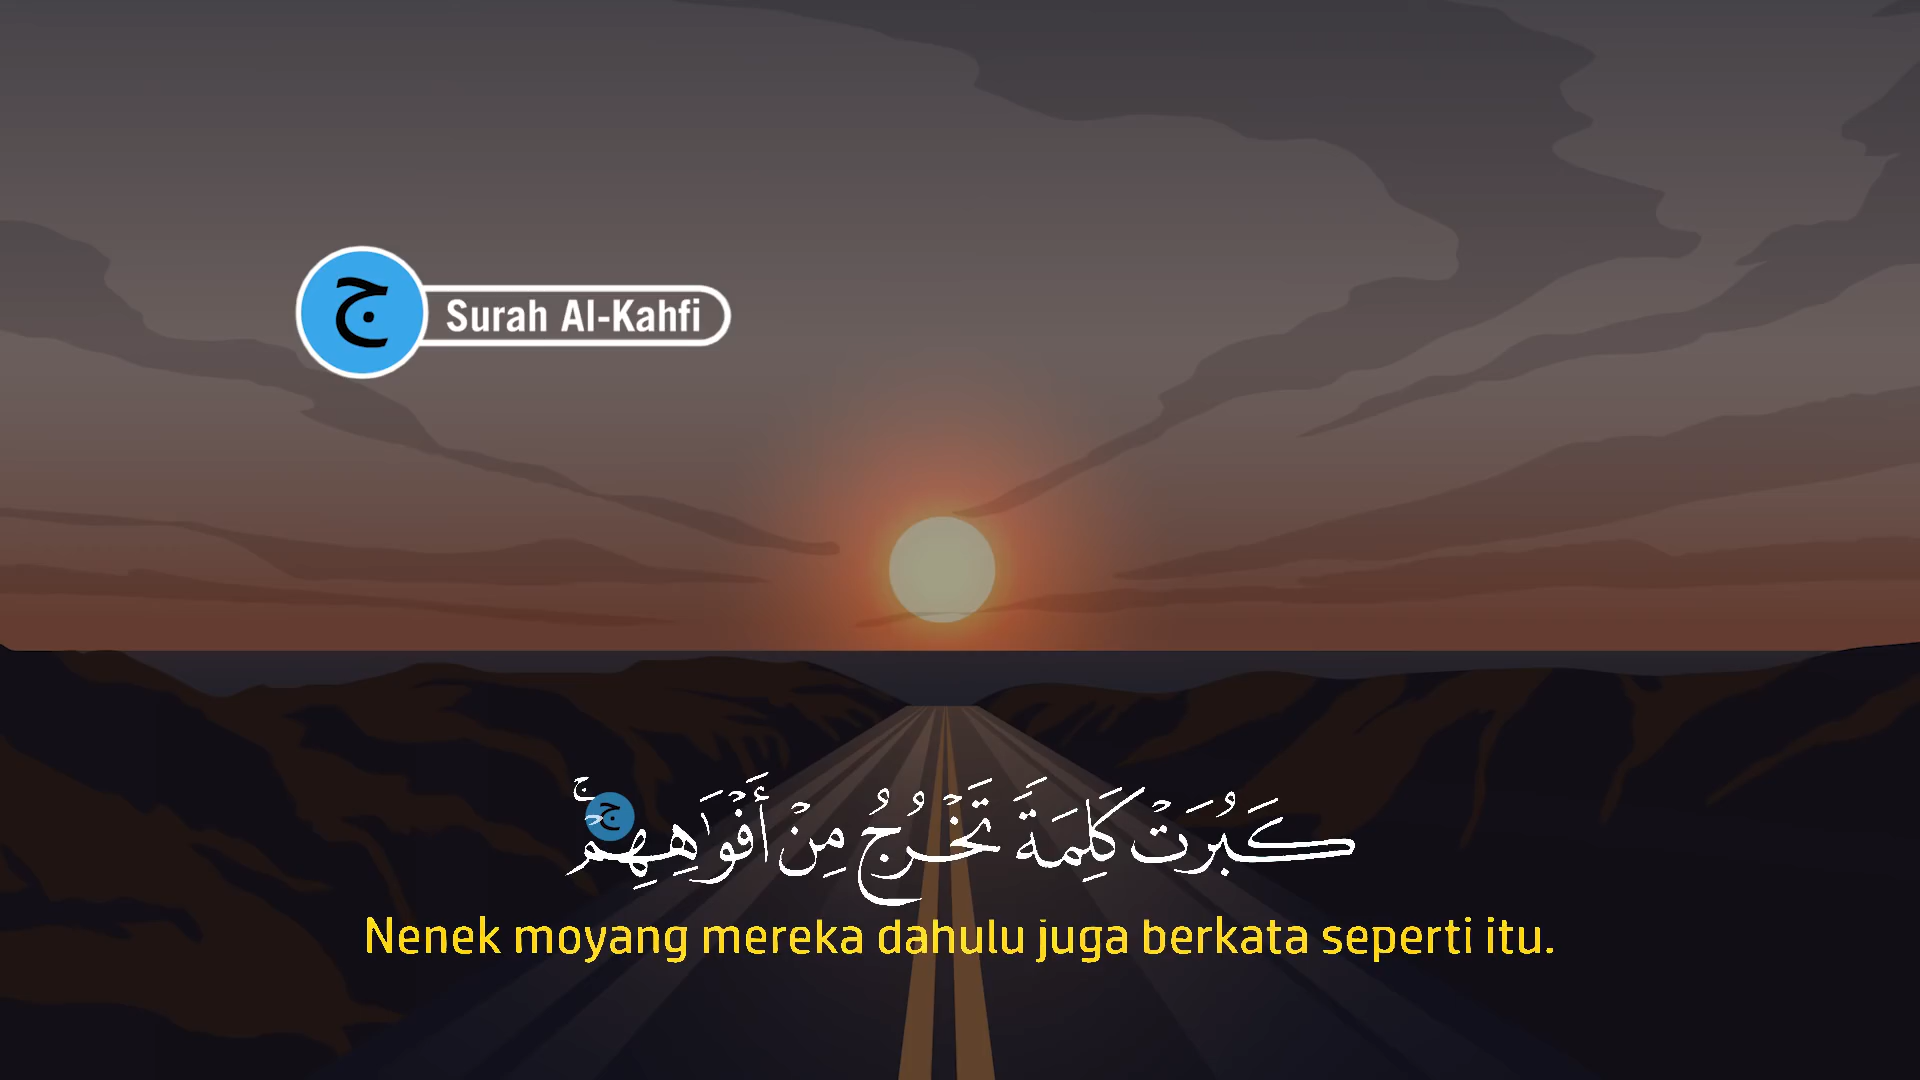 ج
Surah Al-Kahfi
كَبُرَتْ كَلِمَةً تَخْرُجُ مِنْ أَفْوَٰهِهِمْ ۚ
ج
Nenek moyang mereka dahulu juga berkata seperti itu.